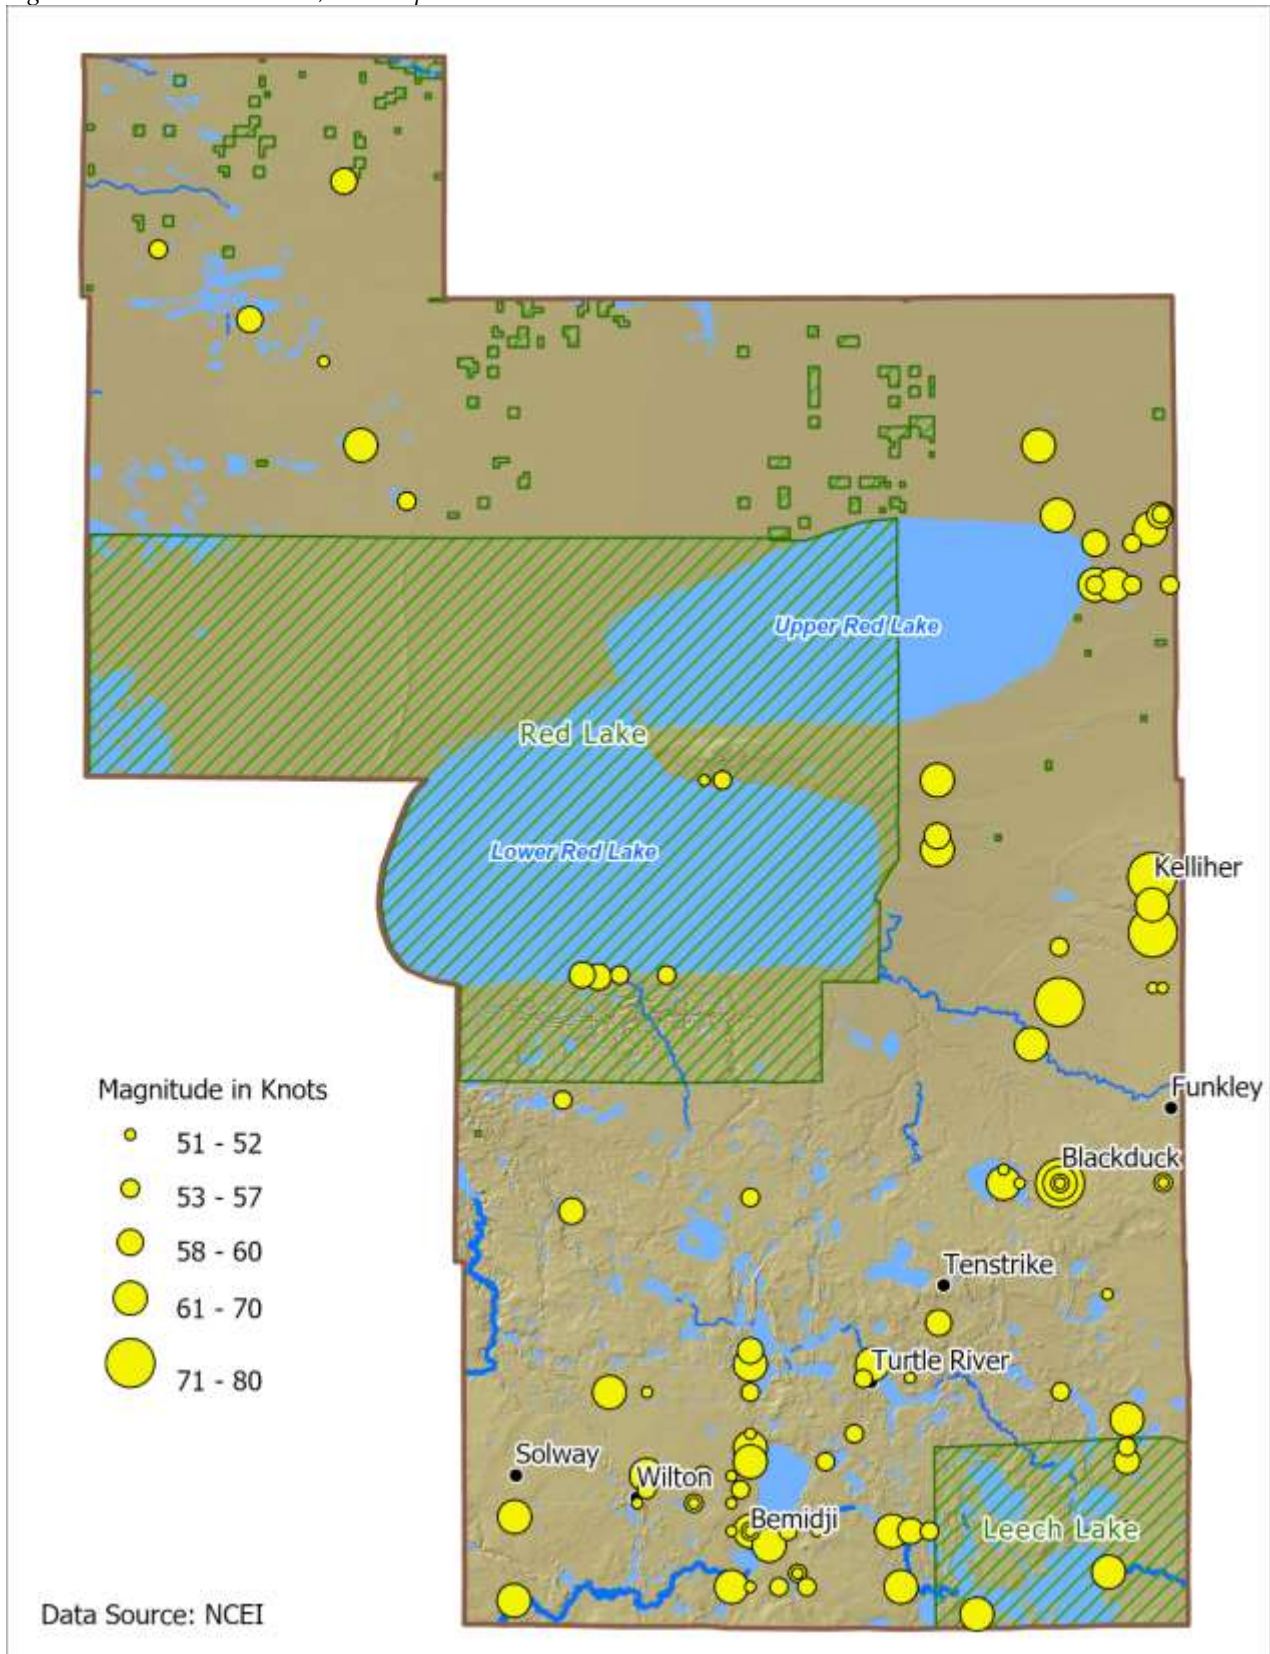 Upper Red Lake
Red Lake
Lower Red Lake
Kelliher
Magnitude in Knots
51 - 52
53 - 57
58 - 60
61 - 70
71 - 80
Funkley
Blackduck
Tenstrike
Turtle River
Solway
Wilton
Bemidji
Leech Lake
Data Source: NCEI